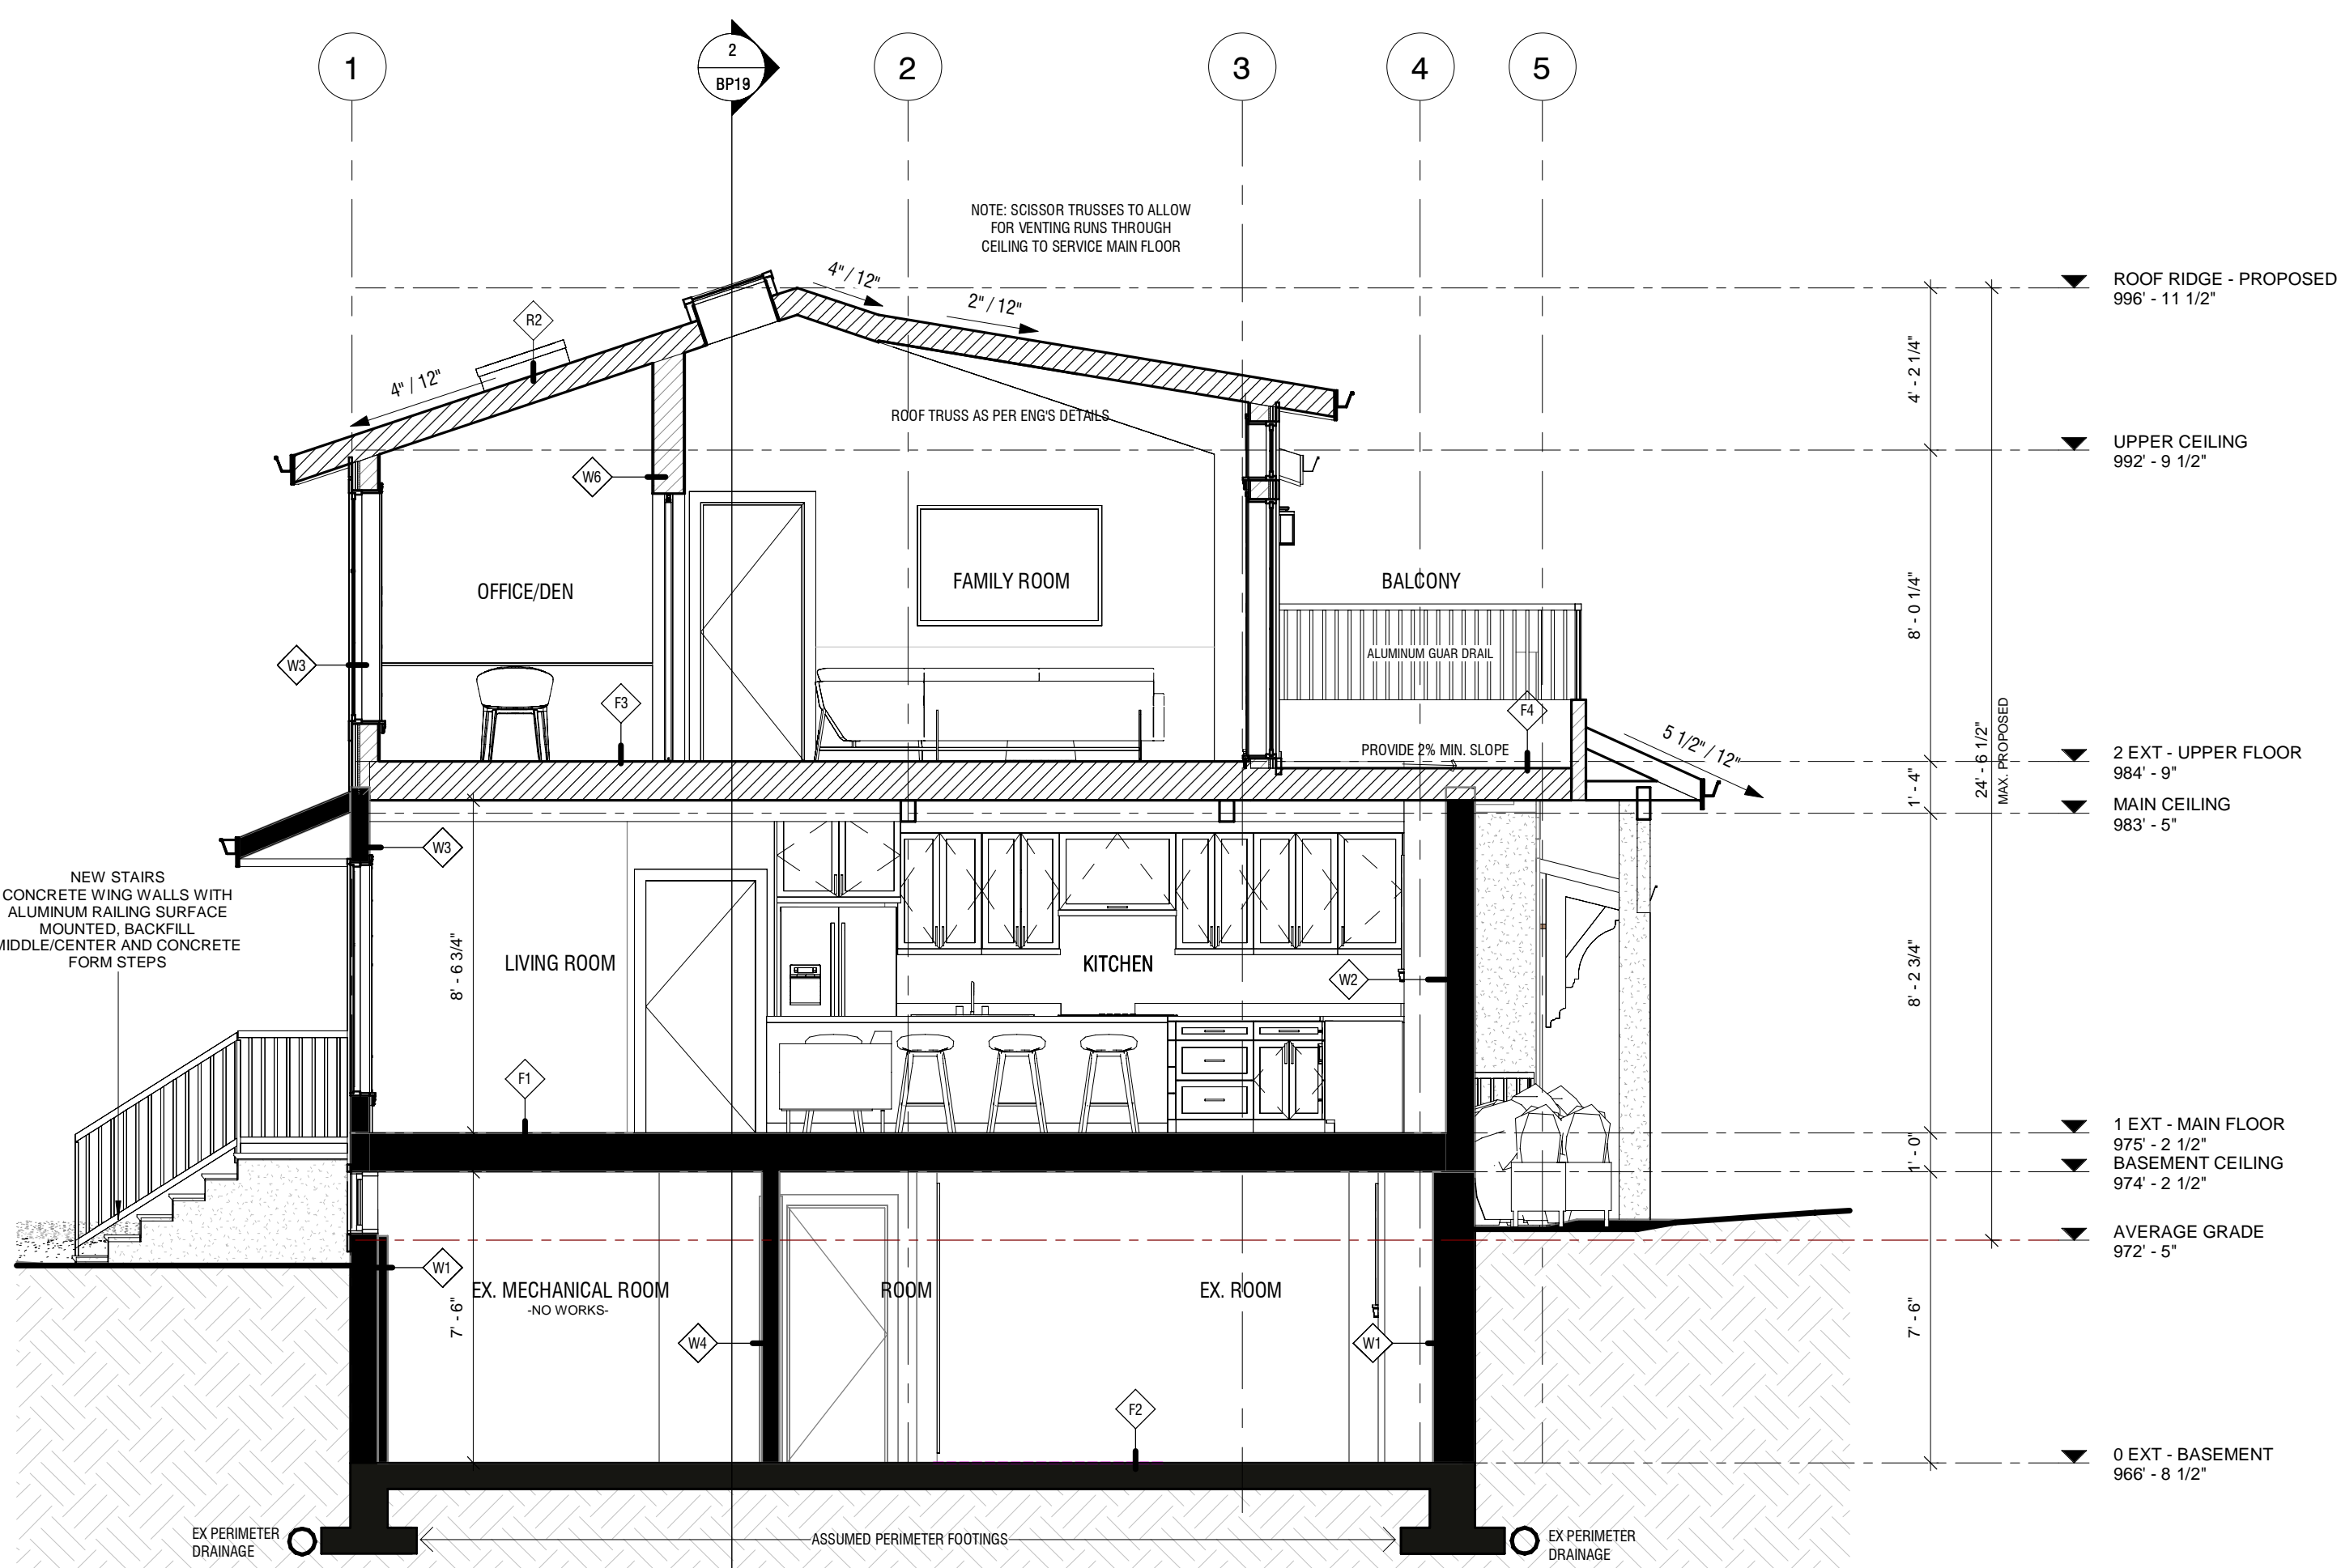 1
2
BP19
2
3
4
5
NOTE: SCISSOR TRUSSES TO ALLOW
FOR VENTING RUNS THROUGH
CEILING TO SERVICE MAIN FLOOR
4" / 12"
2" / 12"
R2
4" / 12"
ROOF TRUSS AS PER ENG'S DETAILS
W6
OFFICE/DEN
FAMILY ROOM
BALCONY
ALUMINUM GUAR DRAIL
W3
F3
F4
PROVIDE 2% MIN. SLOPE
5 1/2" / 12"
W3
NEW STAIRS
CONCRETE WING WALLS WITH
ALUMINUM RAILING SURFACE
MOUNTED, BACKFILL
MIDDLE/CENTER AND CONCRETE
FORM STEPS
8' - 6 3/4"
LIVING ROOM
KITCHEN
W2
F1
W1
EX. MECHANICAL ROOM
-NO WORKS-
7' - 6"
ROOM
EX. ROOM
W4
W1
F2
EX PERIMETER
DRAINAGE
ASSUMED PERIMETER FOOTINGS
EX PERIMETER
DRAINAGE
4' - 2 1/4"
8' - 0 1/4"
1' - 4"
8' - 2 3/4"
1' - 0"
7' - 6"
24' - 6 1/2"
MAX. PROPOSED
ROOF RIDGE - PROPOSED
996' - 11 1/2"
UPPER CEILING
992' - 9 1/2"
2 EXT - UPPER FLOOR
984' - 9"
MAIN CEILING
983' - 5"
1 EXT - MAIN FLOOR
975' - 2 1/2"
BASEMENT CEILING
974' - 2 1/2"
AVERAGE GRADE
972' - 5"
0 EXT - BASEMENT
966' - 8 1/2"